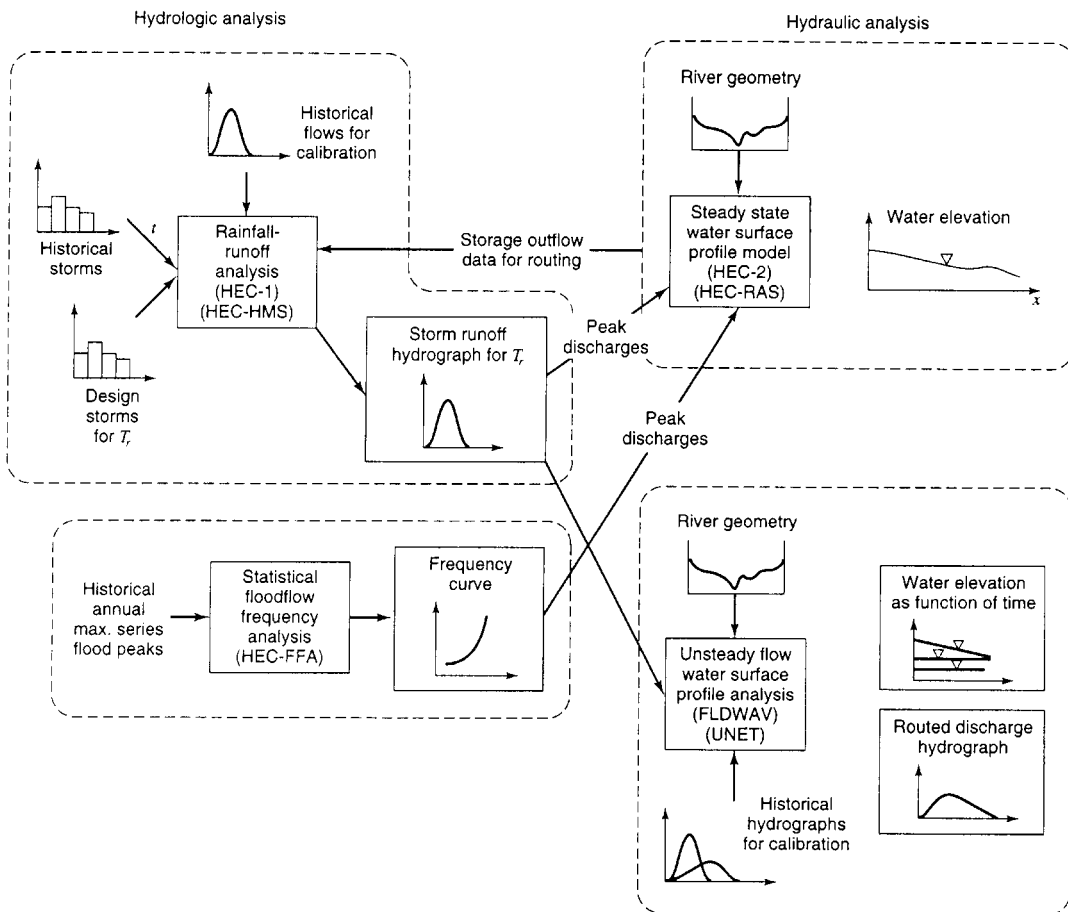 Hydrologic analysis
Hydraulic analysis
Historical
flows for
calibration
Historical
storms
t
Rainfall-
runoff
analysis
(HEC-1)
(HEC-HMS)
Design
storms
for Tr
Storm runoff
hydrograph for Tr
Storage outflow
data for routing
Peak
discharges
River geometry
Steady state
water surface
profile model
(HEC-2)
(HEC-RAS)
Water elevation
x
Peak
discharges
Historical
annual
max. series
flood peaks
Statistical
floodflow
frequency
analysis
(HEC-FFA)
Frequency
curve
River geometry
Unsteady flow
water surface
profile analysis
(FLDWAV)
(UNET)
Historical
hydrographs
for calibration
Water elevation
as function of time
Routed discharge
hydrograph